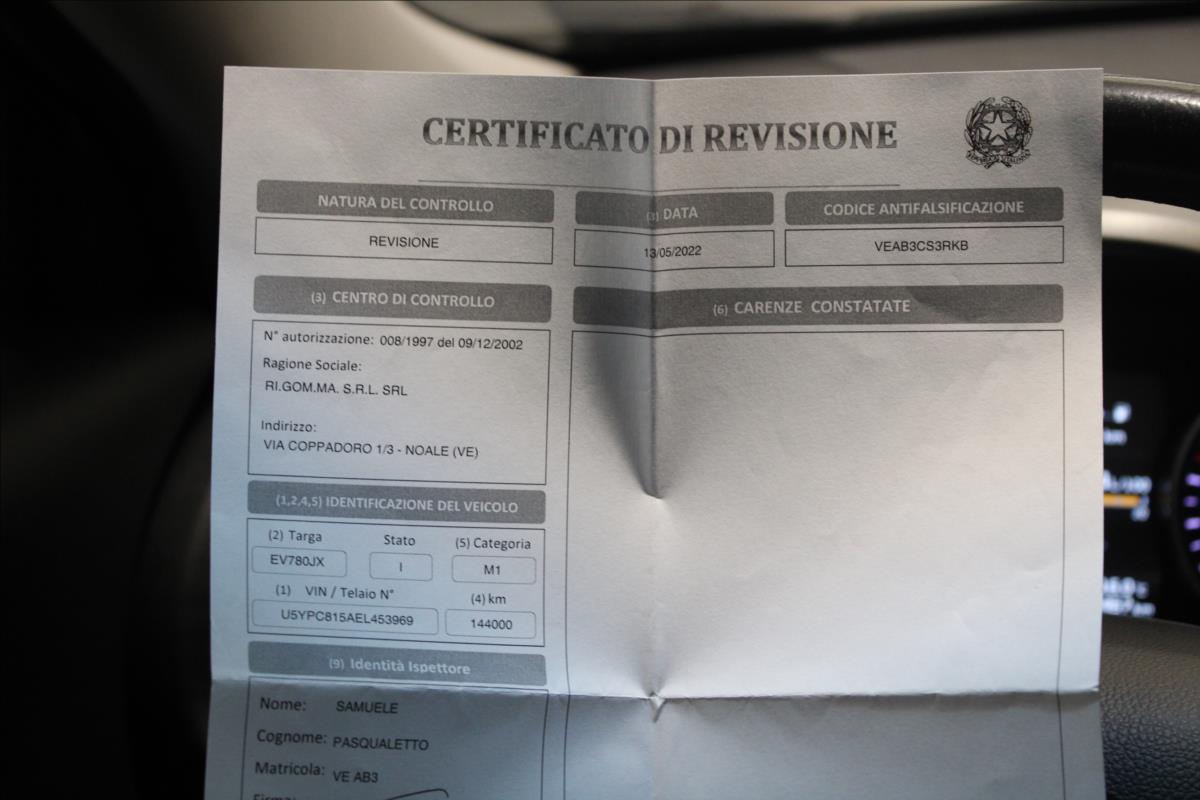 CERTIFICATO DI REVISIONE
REPVBBLICA ITALIANA
NATURA DEL CONTROLLO
REVISIONE
(3) DATA
13/05/2022
CODICE ANTIFALSIFICAZIONE
VEAB3CS3RKB
(3) CENTRO DI CONTROLLO
N° autorizzazione: 008/1997 del 09/12/2002
Ragione Sociale:
RI.GOM.MA. S.R.L. SRL
Indirizzo:
VIA COPPADORO 1/3 - NOALE (VE)
(6) CARENZE CONSTATATE
(1,2,4,5) IDENTIFICAZIONE DEL VEICOLO
(2) Targa
Stato
(5) Categoria
EV780JX
I
M1
(1) VIN / Telaio N°
(4) km
U5YPC815AEL453969
144000
(9) Identità Ispettore
Nome: SAMUELE
Cognome: PASQUALETTO
Matricola: VE AB3